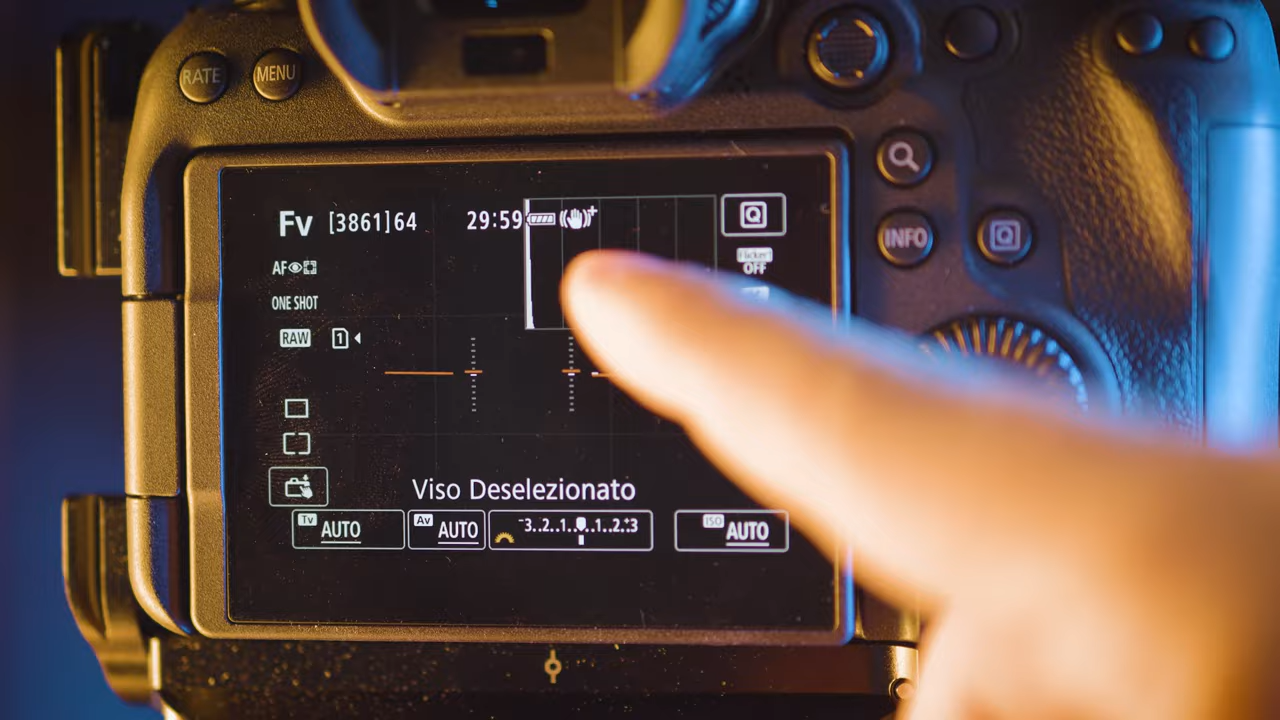 RATE MENU
Fv [3861]64 29:59
Q
INFO
Q
AF
Flicker!
OFF
ONE SHOT
RAW 1
Viso Deselezionato
Tv AUTO Av AUTO -3..2..1..0..1..2.+3 ISO AUTO